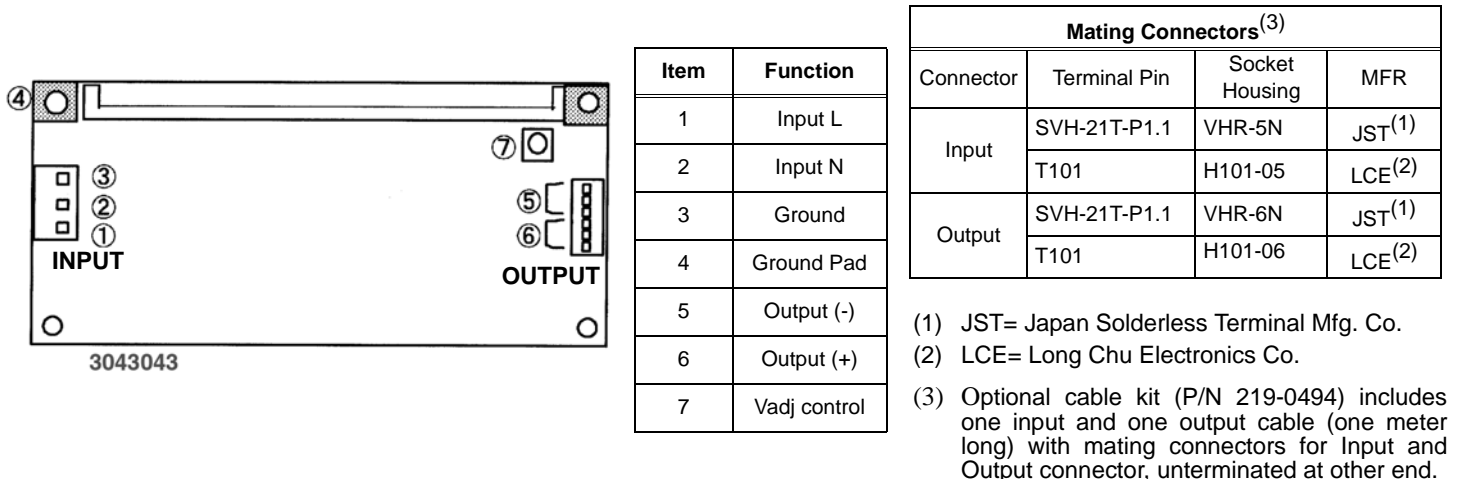 ④
⑦
③
②
①
⑤
⑥
INPUT
OUTPUT
3043043
Item Function
1 Input L
2 Input N
3 Ground
4 Ground Pad
5 Output (-)
6 Output (+)
7 Vadj control
Mating Connectors(3)
Connector Terminal Pin Socket Housing MFR
Input SVH-21T-P1.1 VHR-5N JST(1)
T101 H101-05 LCE(2)
Output SVH-21T-P1.1 VHR-6N JST(1)
T101 H101-06 LCE(2)
(1) JST= Japan Solderless Terminal Mfg. Co.
(2) LCE= Long Chu Electronics Co.
(3) Optional cable kit (P/N 219-0494) includes
one input and one output cable (one meter
long) with mating connectors for Input and
Output connector, unterminated at other end.